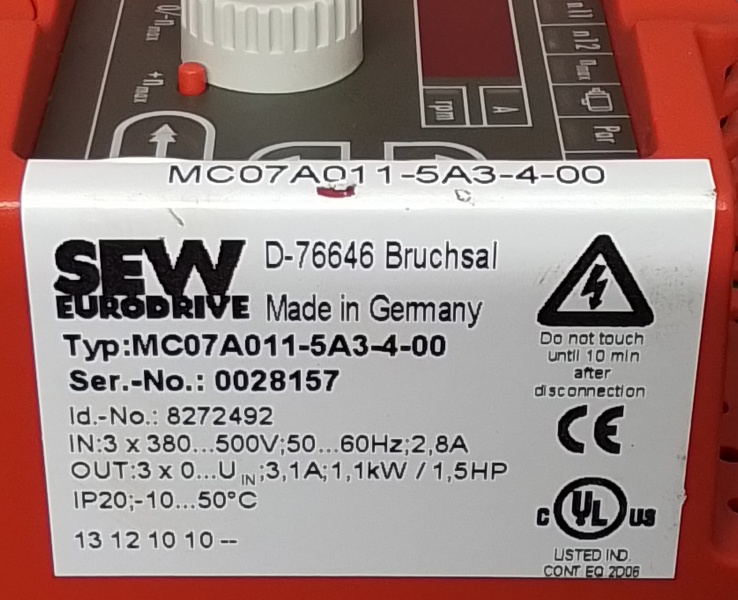 0/-nmax
+nmax
n11
n12
nmax
Par
rpm
A
MC07A011-5A3-4-00
SEW
EURODRIVE
D-76646 Bruchsal
Made in Germany
Typ:MC07A011-5A3-4-00
Ser.-No.: 0028157
Id.-No.: 8272492
IN:3 x 380...500V;50...60Hz;2,8A
OUT:3 x 0...UIN;3,1A;1,1kW / 1,5HP
IP20;-10...50°C
13 12 10 10 --
Do not touch
until 10 min
after
disconnection
CE
c UL us
LISTED IND.
CONT EQ 2D06